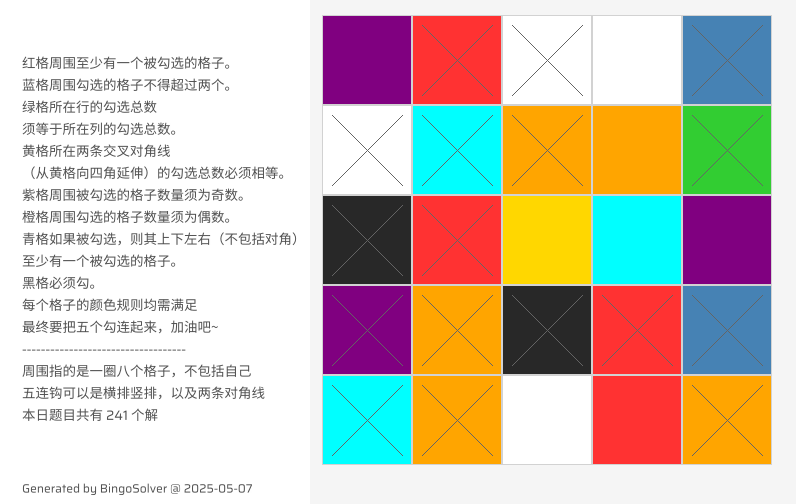 红格周围至少有一个被勾选的格子。
蓝格周围勾选的格子不得超过两个。
绿格所在行的勾选总数
须等于所在列的勾选总数。
黄格所在两条交叉对角线
（从黄格向四角延伸）的勾选总数必须相等。
紫格周围被勾选的格子数量须为奇数。
橙格周围勾选的格子数量须为偶数。
青格如果被勾选，则其上下左右（不包括对角）
至少有一个被勾选的格子。
黑格必须勾。
每个格子的颜色规则均需满足
最终要把五个勾连起来，加油吧~
-----------------------------------
周围指的是一圈八个格子，不包括自己
五连钩可以是横排竖排，以及两条对角线
本日题目共有 241 个解
Generated by BingoSolver @ 2025-05-07